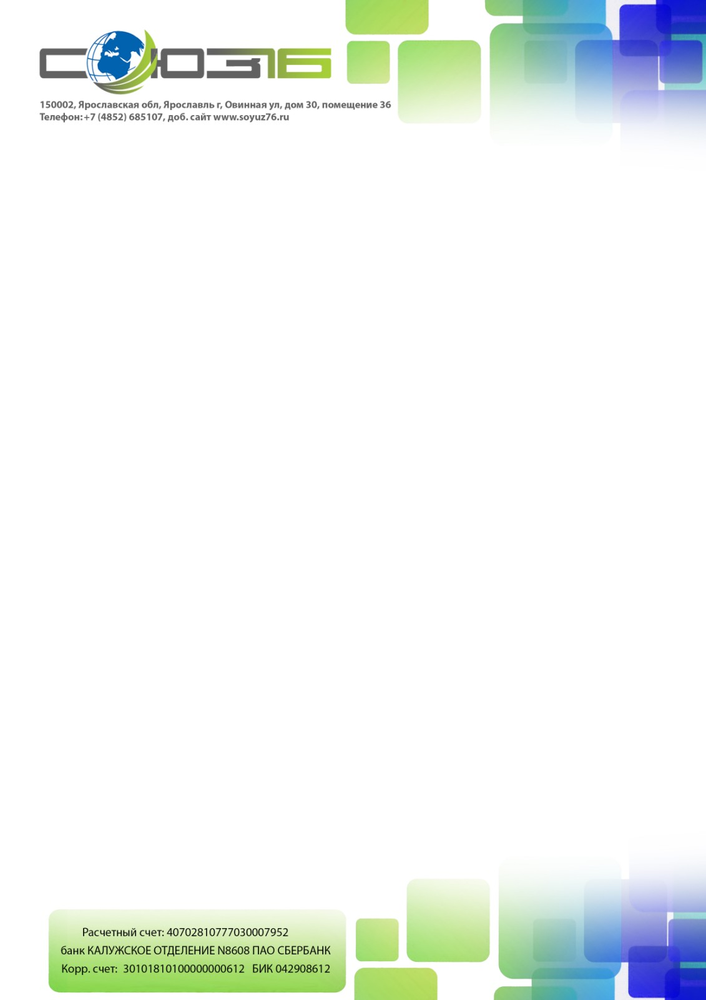 СОЮЗ76
150002, Ярославская обл, Ярославль г, Овинная ул, дом 30, помещение 36
Телефон: +7 (4852) 685107, доб. сайт www.soyuz76.ru
Расчетный счет: 40702810777030007952
банк КАЛУЖСКОЕ ОТДЕЛЕНИЕ N8608 ПАО СБЕРБАНК
Корр. счет: 30101810100000000612 БИК 042908612